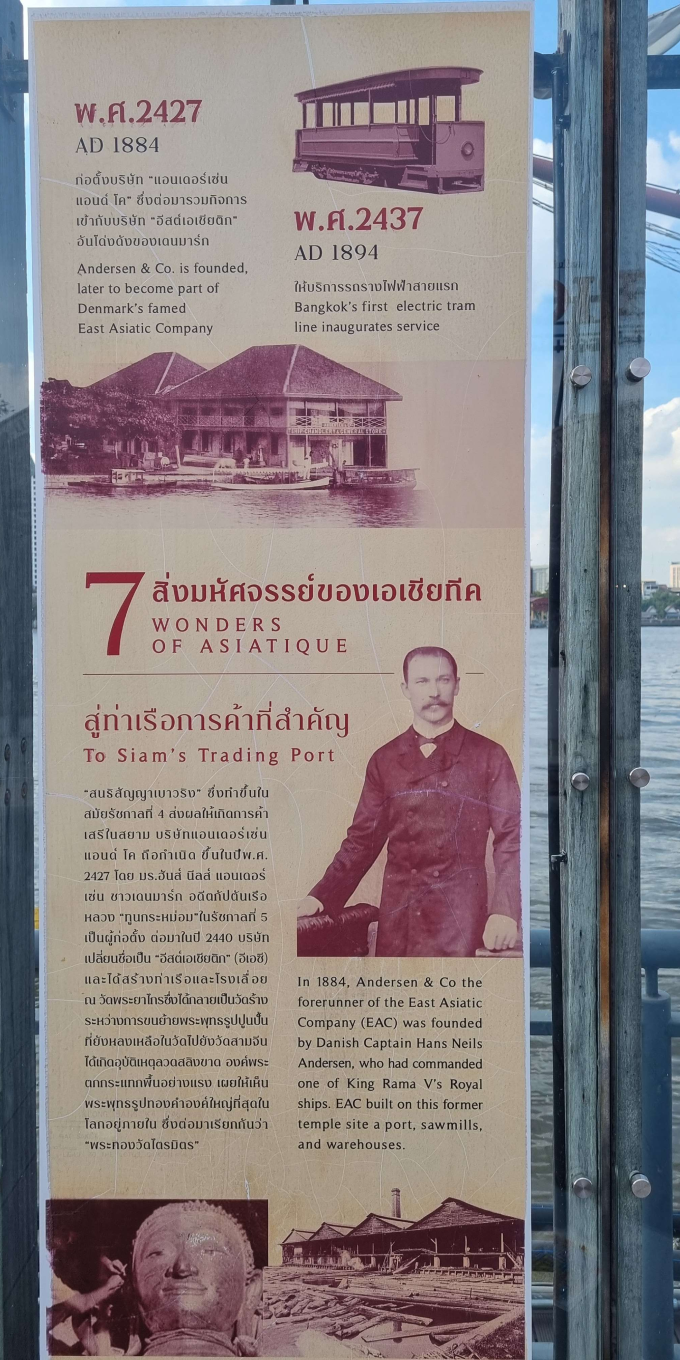 พ.ศ.2427
AD 1884
ก่อตั้งบริษัท “แอนเดอร์เซ่น
แอนด์ โค” ซึ่งต่อมารวมกิจการ
เข้ากับบริษัท “อีสต์เอเชียติก”
อันโด่งดังของเดนมาร์ก
Andersen & Co. is founded,
later to become part of
Denmark's famed
East Asiatic Company
พ.ศ.2437
AD 1894
ให้บริการรถรางไฟฟ้าสายแรก
Bangkok's first electric tram
line inaugurates service
7 สิ่งมหัศจรรย์ของเอเชียทีค
WONDERS
OF ASIATIQUE
สู่ท่าเรือการค้าที่สำคัญ
To Siam's Trading Port
“สนธิสัญญาเบาวริง” ซึ่งทำขึ้นใน
สมัยรัชกาลที่ 4 ส่งผลให้เกิดการค้า
เสรีในสยาม บริษัทแอนเดอร์เซ่น
แอนด์ โค ถือกำเนิด ขึ้นในปีพ.ศ.
2427 โดย มร.ฮันส์ นีลส์ แอนเดอร์
เซ่น ชาวเดนมาร์ก อดีตกัปตันเรือ
หลวง “ทูนกระหม่อม”ในรัชกาลที่ 5
เป็นผู้ก่อตั้ง ต่อมาในปี 2440 บริษัท
เปลี่ยนชื่อเป็น “อีสต์เอเชียติก” (อีเอซี)
และได้สร้างท่าเรือและโรงเลื่อย
ณ วัดพระยาไกรซึ่งได้กลายเป็นวัดร้าง
ระหว่างการขนย้ายพระพุทธรูปปูนปั้น
ที่ยังหลงเหลือในวัดไปยังวัดสามจีน
ได้เกิดอุบัติเหตุลวดสลิงขาด องค์พระ
ตกกระแทกพื้นอย่างแรง เผยให้เห็น
พระพุทธรูปทองคำองค์ใหญ่ที่สุดใน
โลกอยู่ภายใน ซึ่งต่อมาเรียกกันว่า
“พระทองวัดไตรมิตร”
In 1884, Andersen & Co the
forerunner of the East Asiatic
Company (EAC) was founded
by Danish Captain Hans Neils
Andersen, who had commanded
one of King Rama V's Royal
ships. EAC built on this former
temple site a port, sawmills,
and warehouses.